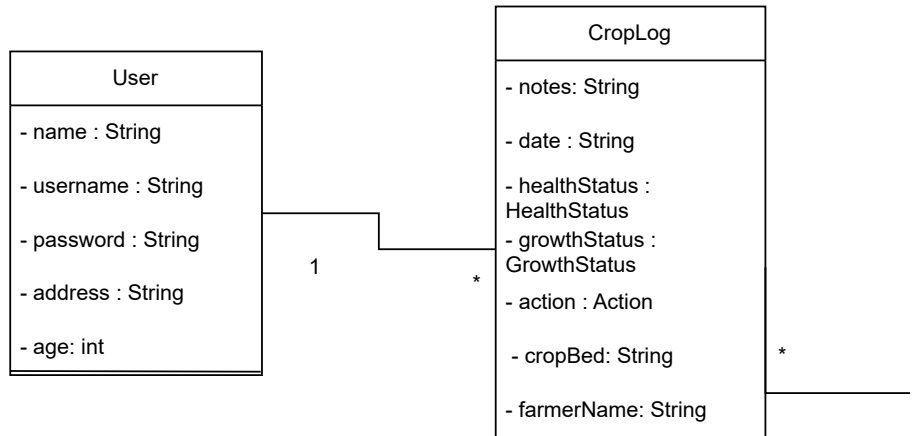 User
- name : String
- username : String
- password : String
- address : String
- age: int
1
*
CropLog
- notes: String
- date : String
- healthStatus :
HealthStatus
- growthStatus :
GrowthStatus
- action : Action
- cropBed: String
- farmerName: String
*